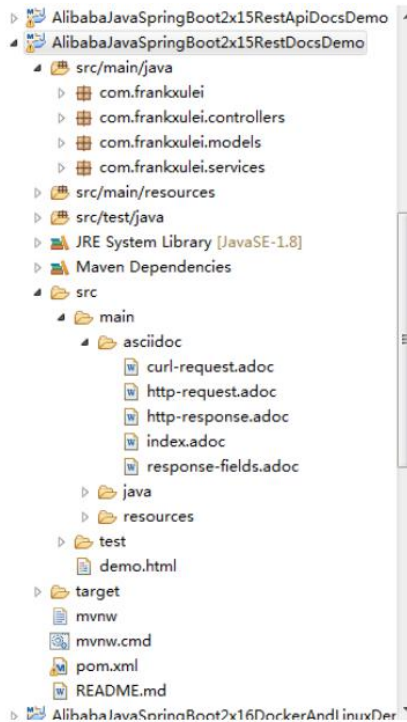 AlibabaJavaSpringBoot2x15RestApiDocsDemo
AlibabaJavaSpringBoot2x15RestDocsDemo
src/main/java
com.frankxulei
com.frankxulei.controllers
com.frankxulei.models
com.frankxulei.services
src/main/resources
src/test/java
JRE System Library [JavaSE-1.8]
Maven Dependencies
src
main
asciidoc
curl-request.adoc
http-request.adoc
http-response.adoc
index.adoc
response-fields.adoc
java
resources
test
demo.html
target
mvnw
mvnw.cmd
pom.xml
README.md
AlibabaJavaSpringBoot2x16DockerAndLinuxDer